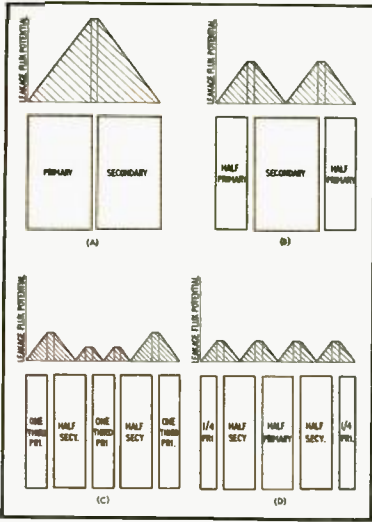 LEAKAGE FLUX POTENTIAL
PRIMARY
SECONDARY
(A)
LEAKAGE FLUX POTENTIAL
HALF
PRIMARY
SECONDARY
HALF
PRIMARY
(B)
LEAKAGE FLUX POTENTIAL
ONE
THIRD
PRI.
HALF
SECY
ONE
THIRD
PRI.
HALF
SECY
ONE
THIRD
PRI.
(C)
LEAKAGE FLUX POTENTIAL
1/4
PRI
HALF
SECY
HALF
PRIMARY
HALF
SECY.
1/4
PRI.
(D)